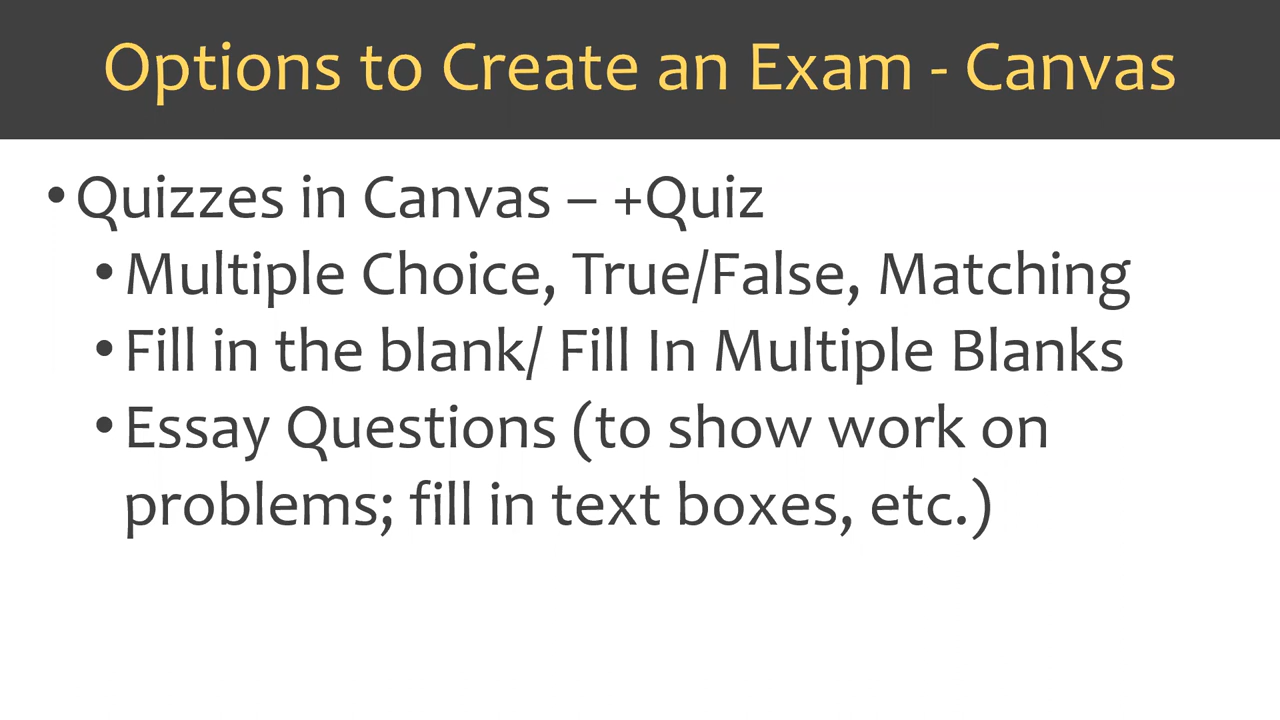 Options to Create an Exam - Canvas
•Quizzes in Canvas – +Quiz
•Multiple Choice, True/False, Matching
•Fill in the blank/ Fill In Multiple Blanks
•Essay Questions (to show work on
problems; fill in text boxes, etc.)